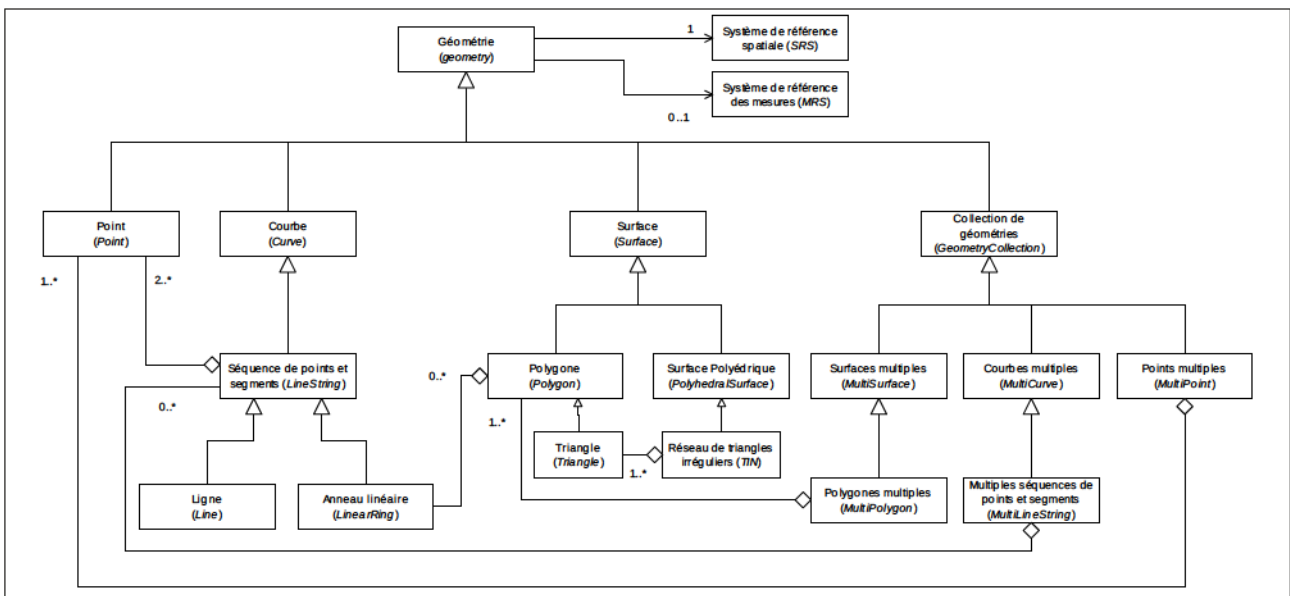 Géométrie
(geometry)
1
Système de référence
spatiale (SRS)
Système de référence
des mesures (MRS)
0..1
Point
(Point)
Courbe
(Curve)
Surface
(Surface)
Collection de
géométries
(GeometryCollection)
1..*
2..*
Séquence de points et
segments (LineString)
0..*
0..*
Polygone
(Polygon)
Surface Polyédrique
(PolyhedralSurface)
Surfaces multiples
(MultiSurface)
Courbes multiples
(MultiCurve)
Points multiples
(MultiPoint)
1..*
Triangle
(Triangle)
1..*
Réseau de triangles
irréguliers (TIN)
Ligne
(Line)
Anneau linéaire
(LinearRing)
Polygones multiples
(MultiPolygon)
Multiples séquences de
points et segments
(MultiLineString)